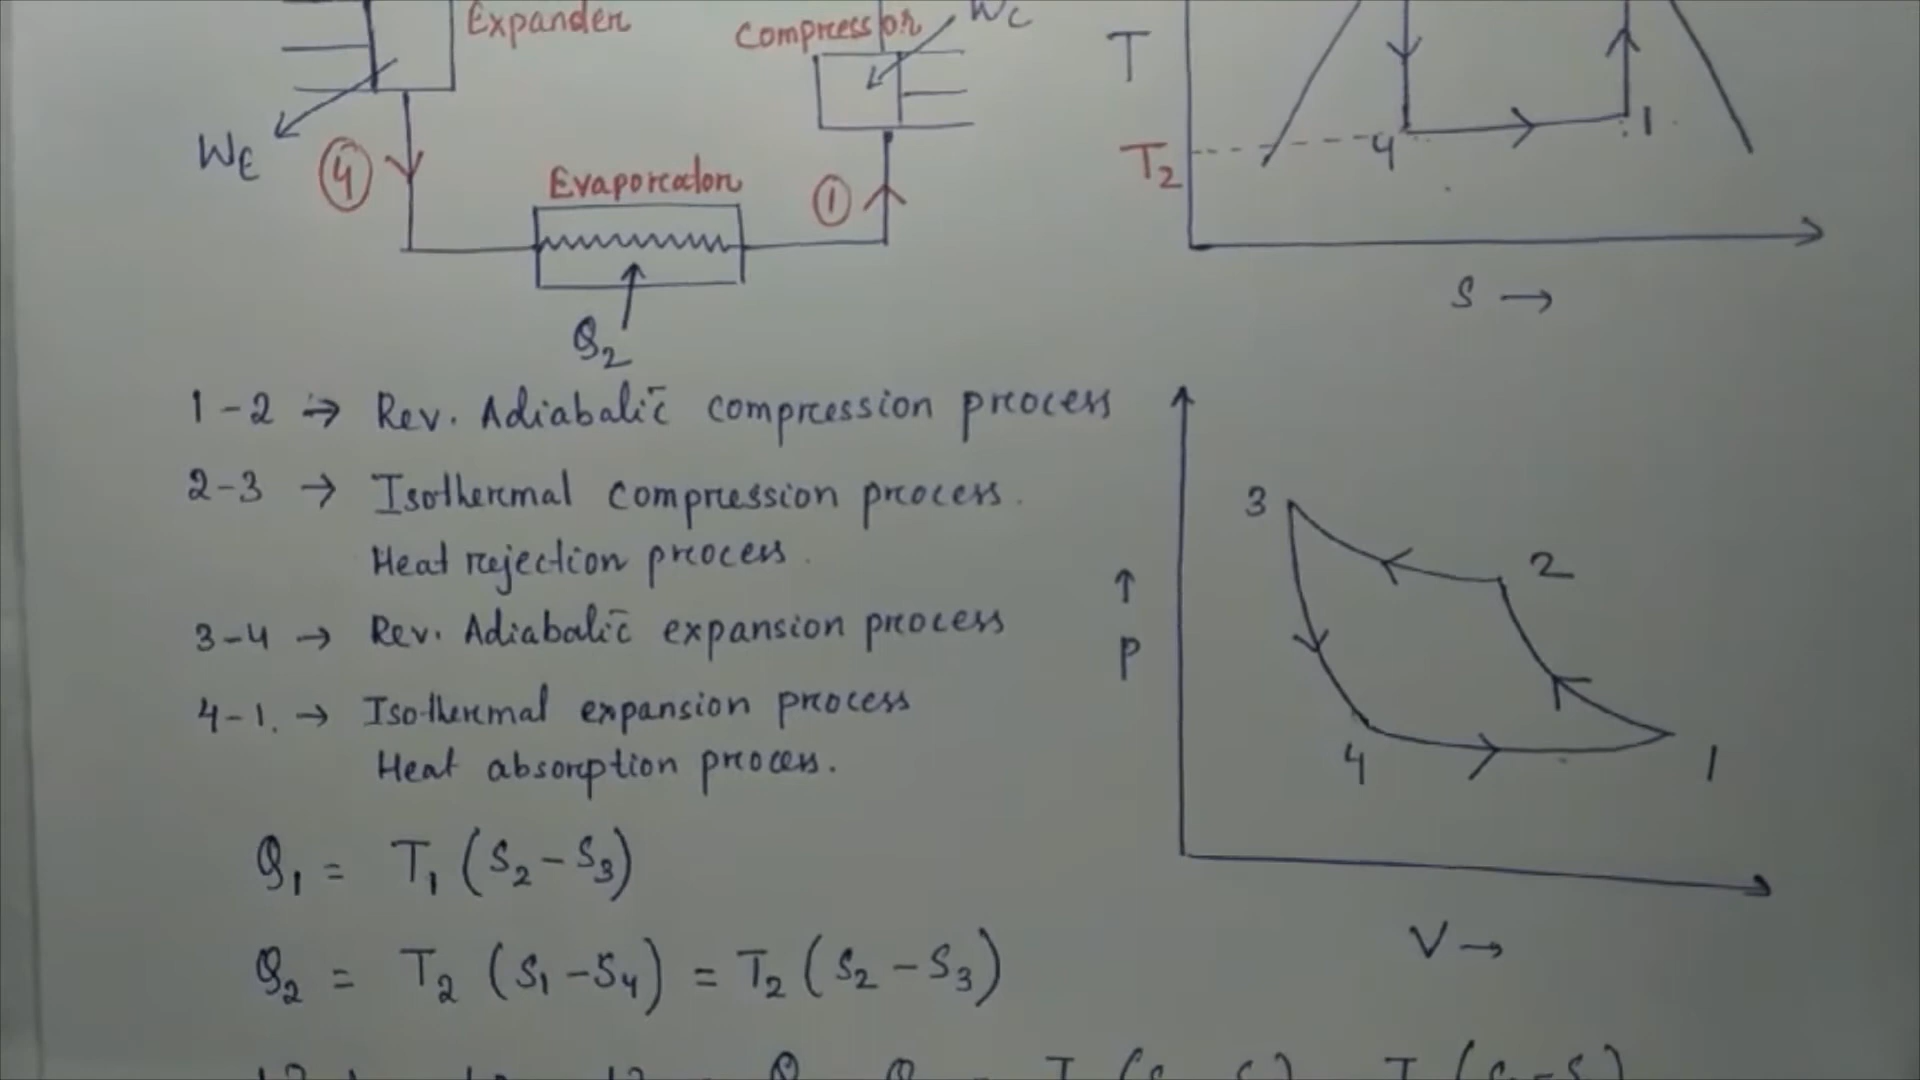 Expander
Compressor
Wc
WE
4
Evaporator
1
Q2
T
T2
4
1
S →
1-2 → Rev. Adiabatic compression process
2-3 → Isothermal compression process.
Heat rejection process.
3-4 → Rev. Adiabatic expansion process
4-1. → Isothermal expansion process
Heat absorption process.
↑
P
3
2
4
1
V →
Q1 = T1 (S2 - S3)
Q2 = T2 (S1 - S4) = T2 (S2 - S3)